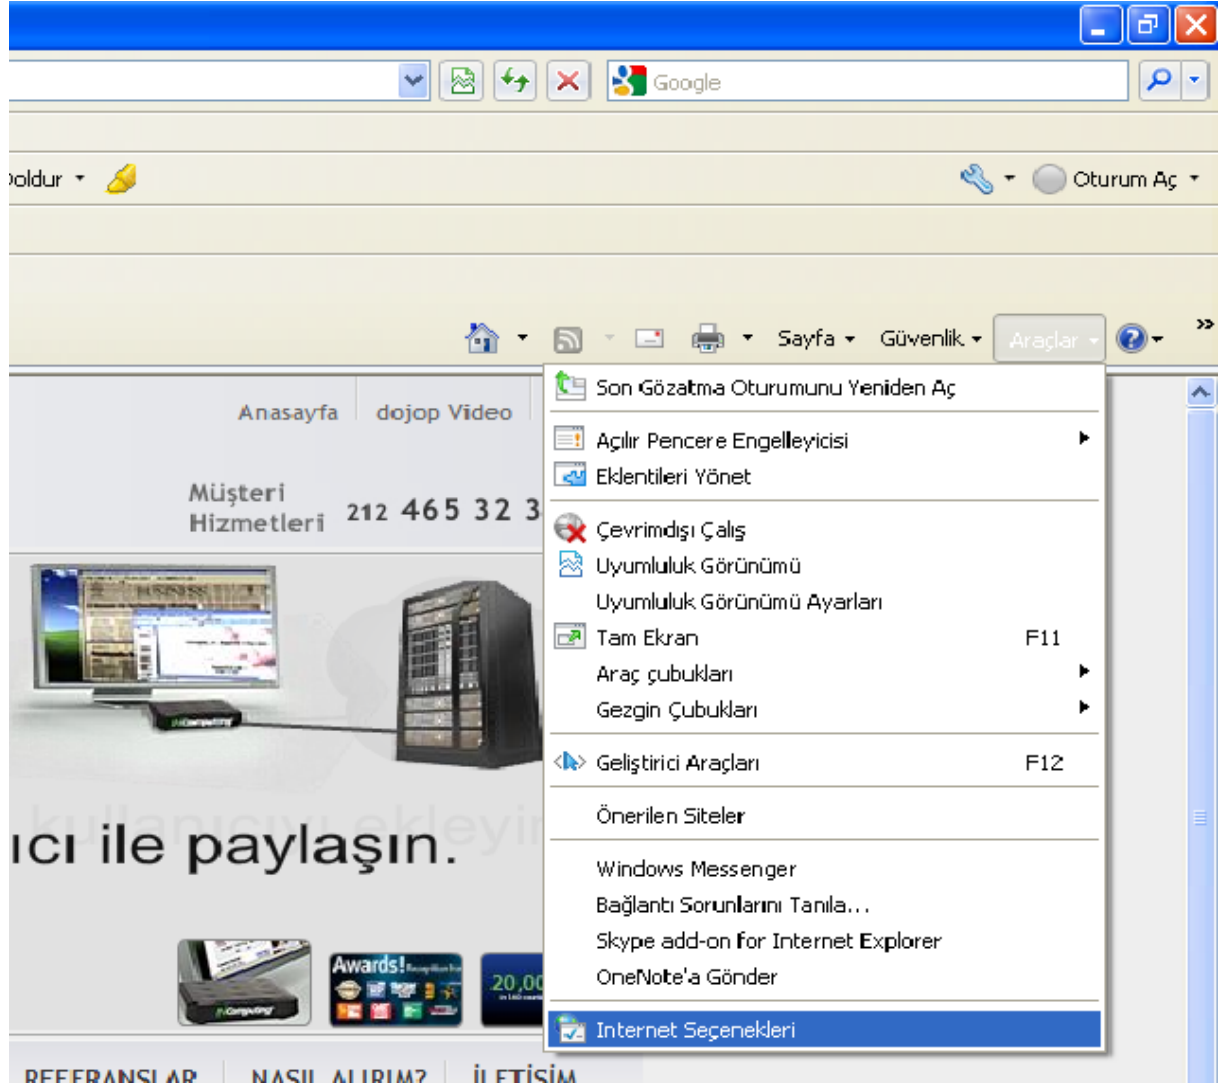 Google
oldur
Oturum Aç
Sayfa
Güvenlik
Araçlar
Anasayfa
dojop Video
Müşteri
Hizmetleri
212 465 32 3
Son Gözatma Oturumunu Yeniden Aç
Açılır Pencere Engelleyicisi
Eklentileri Yönet
Çevrimdışı Çalış
Uyumluluk Görünümü
Uyumluluk Görünümü Ayarları
Tam Ekran F11
Araç çubukları
Gezgin Çubukları
Geliştirici Araçları F12
Önerilen Siteler
Windows Messenger
Bağlantı Sorunlarını Tanıla...
Skype add-on for Internet Explorer
OneNote'a Gönder
Internet Seçenekleri
kullanıcıyı ekleyin
ıcı ile paylaşın.
Awards!
20,00
REFERANSLAR
NASIL ALIRIM?
İLETİŞİM